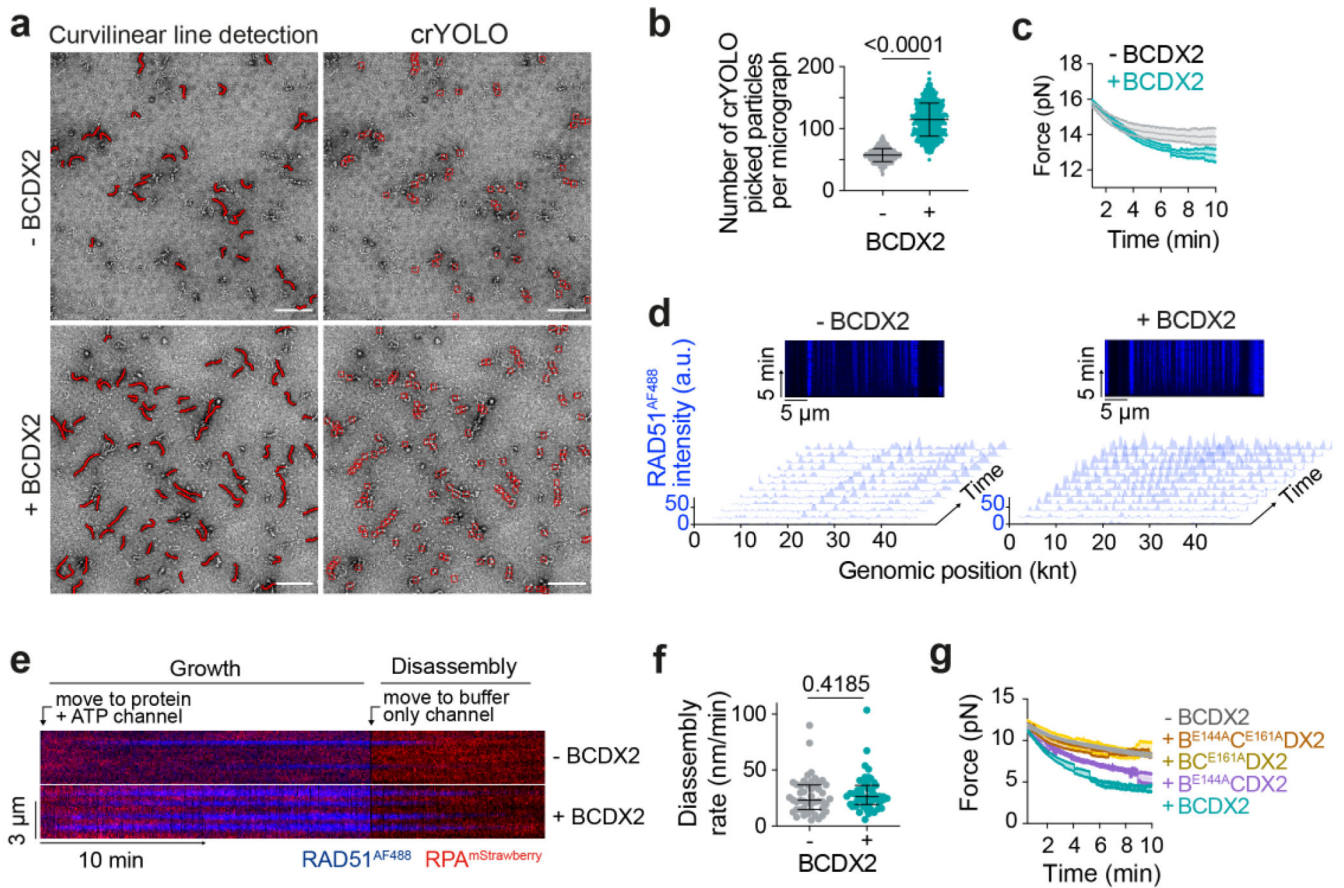 a
Curvilinear line detection
crYOLO
- BCDX2
+ BCDX2
b
<0.0001
Number of crYOLO
picked particles
per micrograph
200
100
0
- +
BCDX2
c
- BCDX2
+ BCDX2
Force (pN)
16
14
12
2 4 6 8 10
Time (min)
d
- BCDX2
+ BCDX2
5 min
5 µm
5 min
5 µm
RAD51AF488
intensity (a.u.)
50
0
0 10 20 30 40
Time
50
0
0 10 20 30 40
Time
Genomic position (knt)
e
Growth
Disassembly
move to protein
+ ATP channel
move to buffer
only channel
- BCDX2
+ BCDX2
3 µm
10 min
RAD51AF488
RPAmStrawberry
f
0.4185
Diassembly
rate (nm/min)
100
50
0
- +
BCDX2
g
Force (pN)
15
10
5
0
2 4 6 8 10
Time (min)
- BCDX2
+ BE144ACE161ADX2
+ BCE161ADX2
+ BE144ACDX2
+ BCDX2